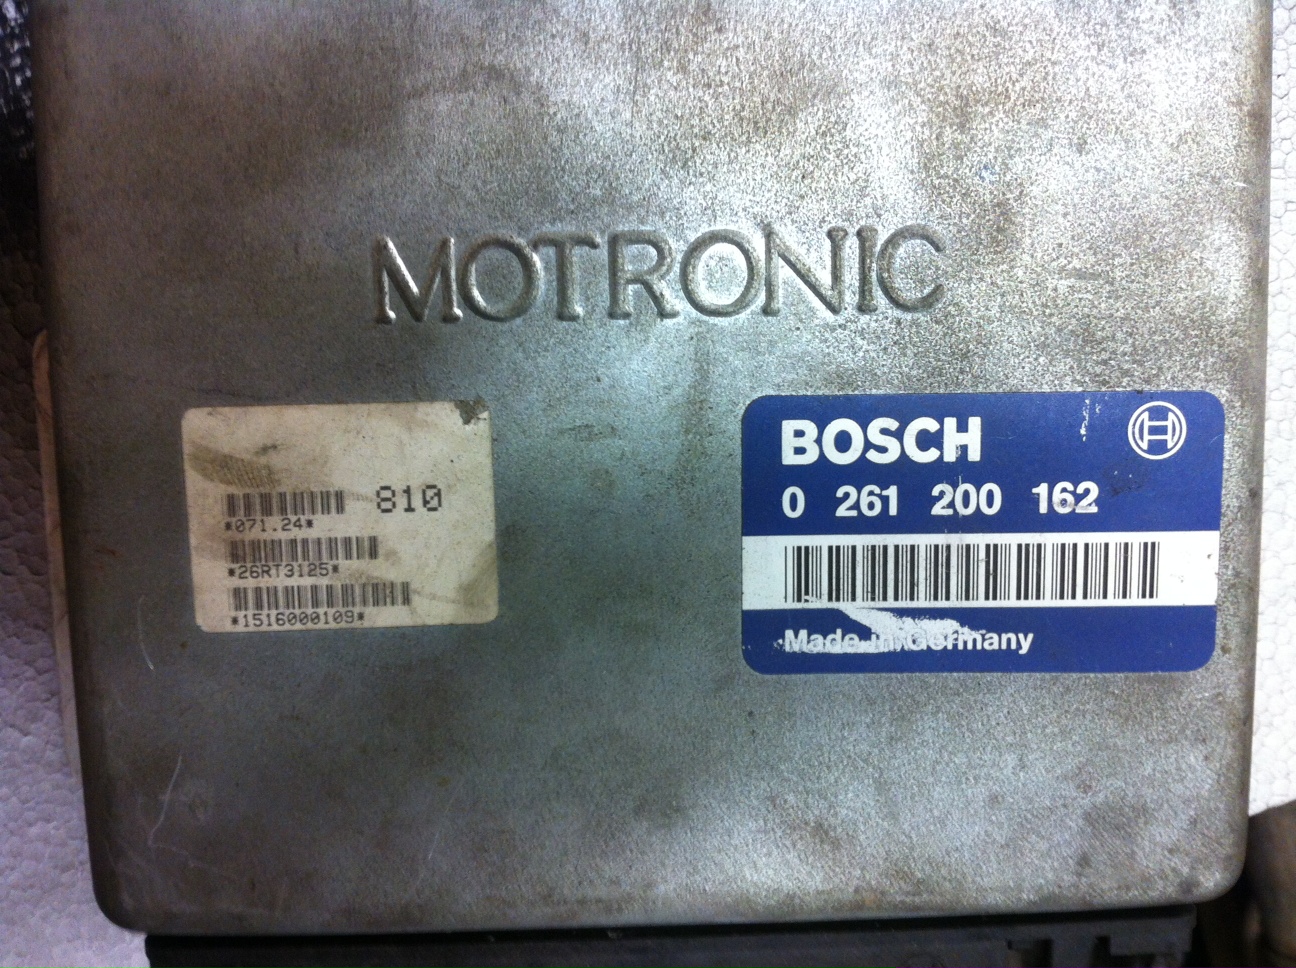 MOTRONIC
810
*071.24*
*26RT3125*
*1516000109*
BOSCH
0 261 200 162
Made in Germany